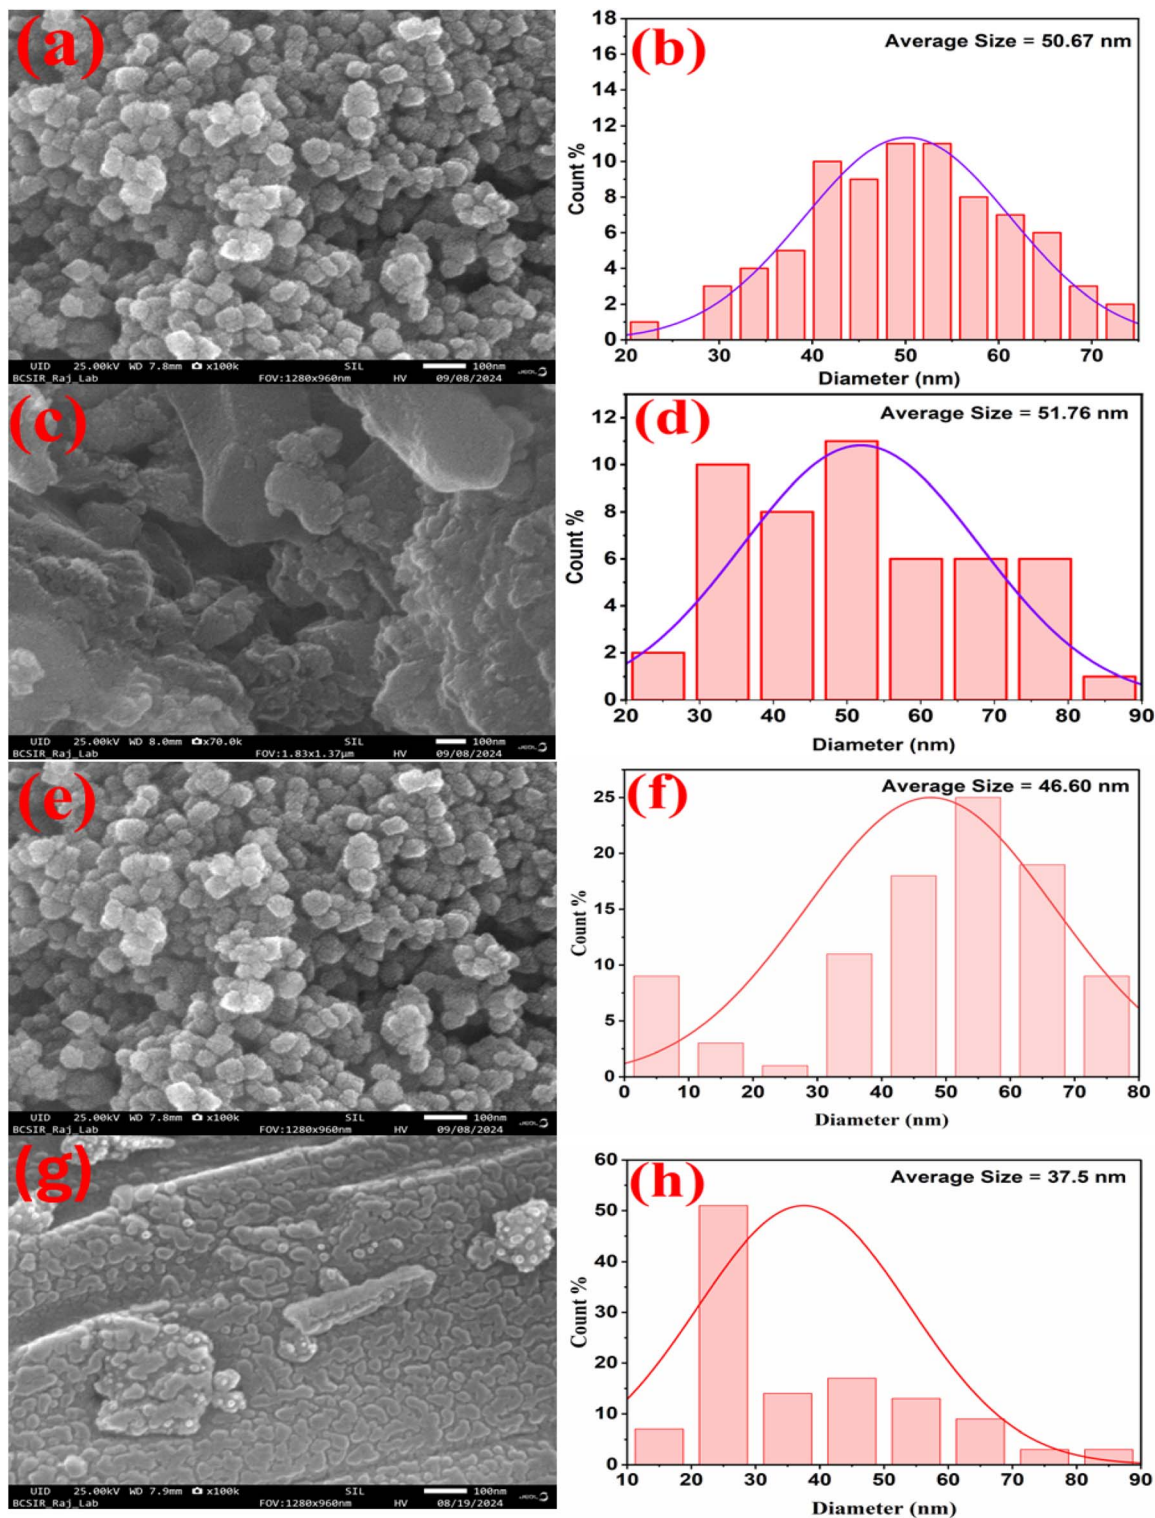 (a)
UID 25.00kV WD 7.8mm x100k SIL 100nm
BCSIR_Raj_Lab FOV:1280x960nm HV 09/08/2024
(b)
Average Size = 50.67 nm
Count %
18
16
14
12
10
8
6
4
2
0
20 30 40 50 60 70
Diameter (nm)
(c)
UID 25.00kV WD 8.0mm x70.0k SIL 100nm
BCSIR_Raj_Lab FOV:1.83x1.37µm HV 09/08/2024
(d)
Average Size = 51.76 nm
Count %
12
10
8
6
4
2
0
20 30 40 50 60 70 80 90
Diameter (nm)
(e)
UID 25.00kV WD 7.8mm x100k SIL 100nm
BCSIR_Raj_Lab FOV:1280x960nm HV 09/08/2024
(f)
Average Size = 46.60 nm
Count %
25
20
15
10
5
0
0 10 20 30 40 50 60 70 80
Diameter (nm)
(g)
UID 25.00kV WD 7.9mm x100k SIL 100nm
BCSIR_Raj_Lab FOV:1280x960nm HV 08/19/2024
(h)
Average Size = 37.5 nm
Count %
60
50
40
30
20
10
0
10 20 30 40 50 60 70 80 90
Diameter (nm)